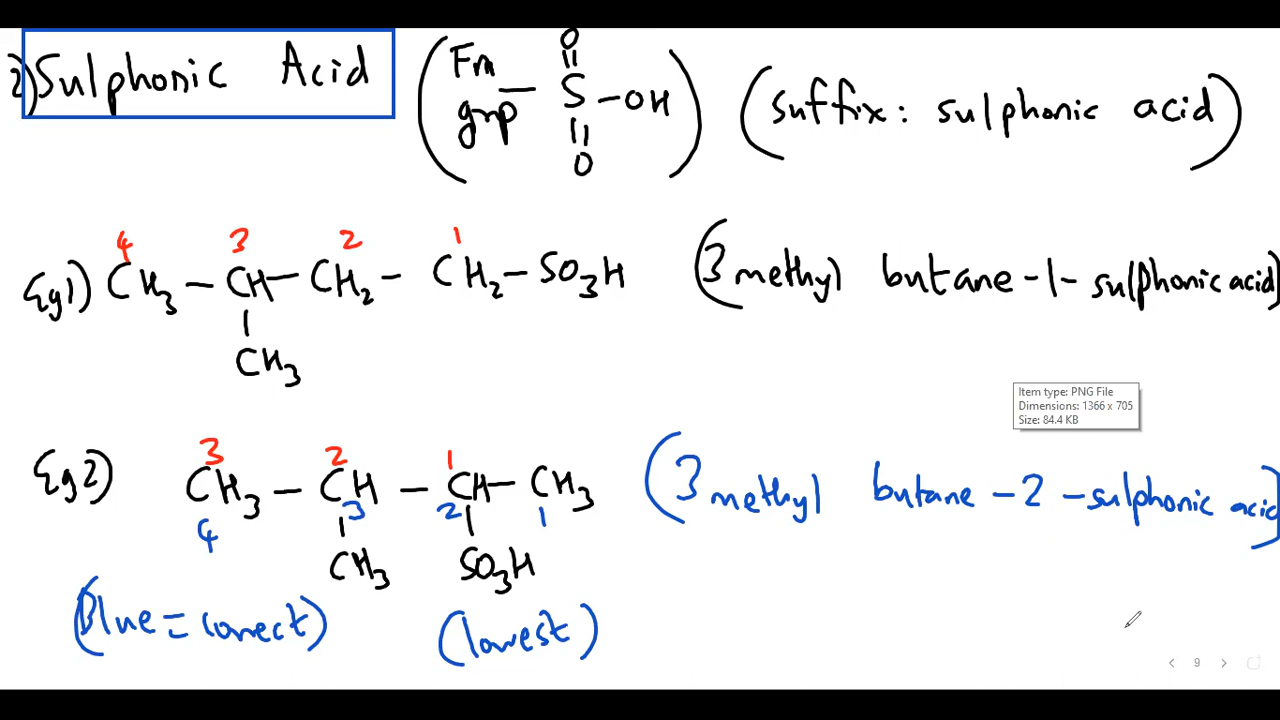 2) Sulphonic Acid (Fn grp – S – OH) (suffix: sulphonic acid)
O
O
4 3 2 1
Eg1) CH3 – CH – CH2 – CH2 – SO3H (3 methyl butane -1- sulphonic acid)
CH3
Item type: PNG File
Dimensions: 1366 x 705
Size: 84.4 KB
3 2 1
Eg2) CH3 – CH – CH – CH3 (3 methyl butane -2- sulphonic acid)
4 3 2 1
CH3 SO3H
(Blue = correct) (lowest)
9